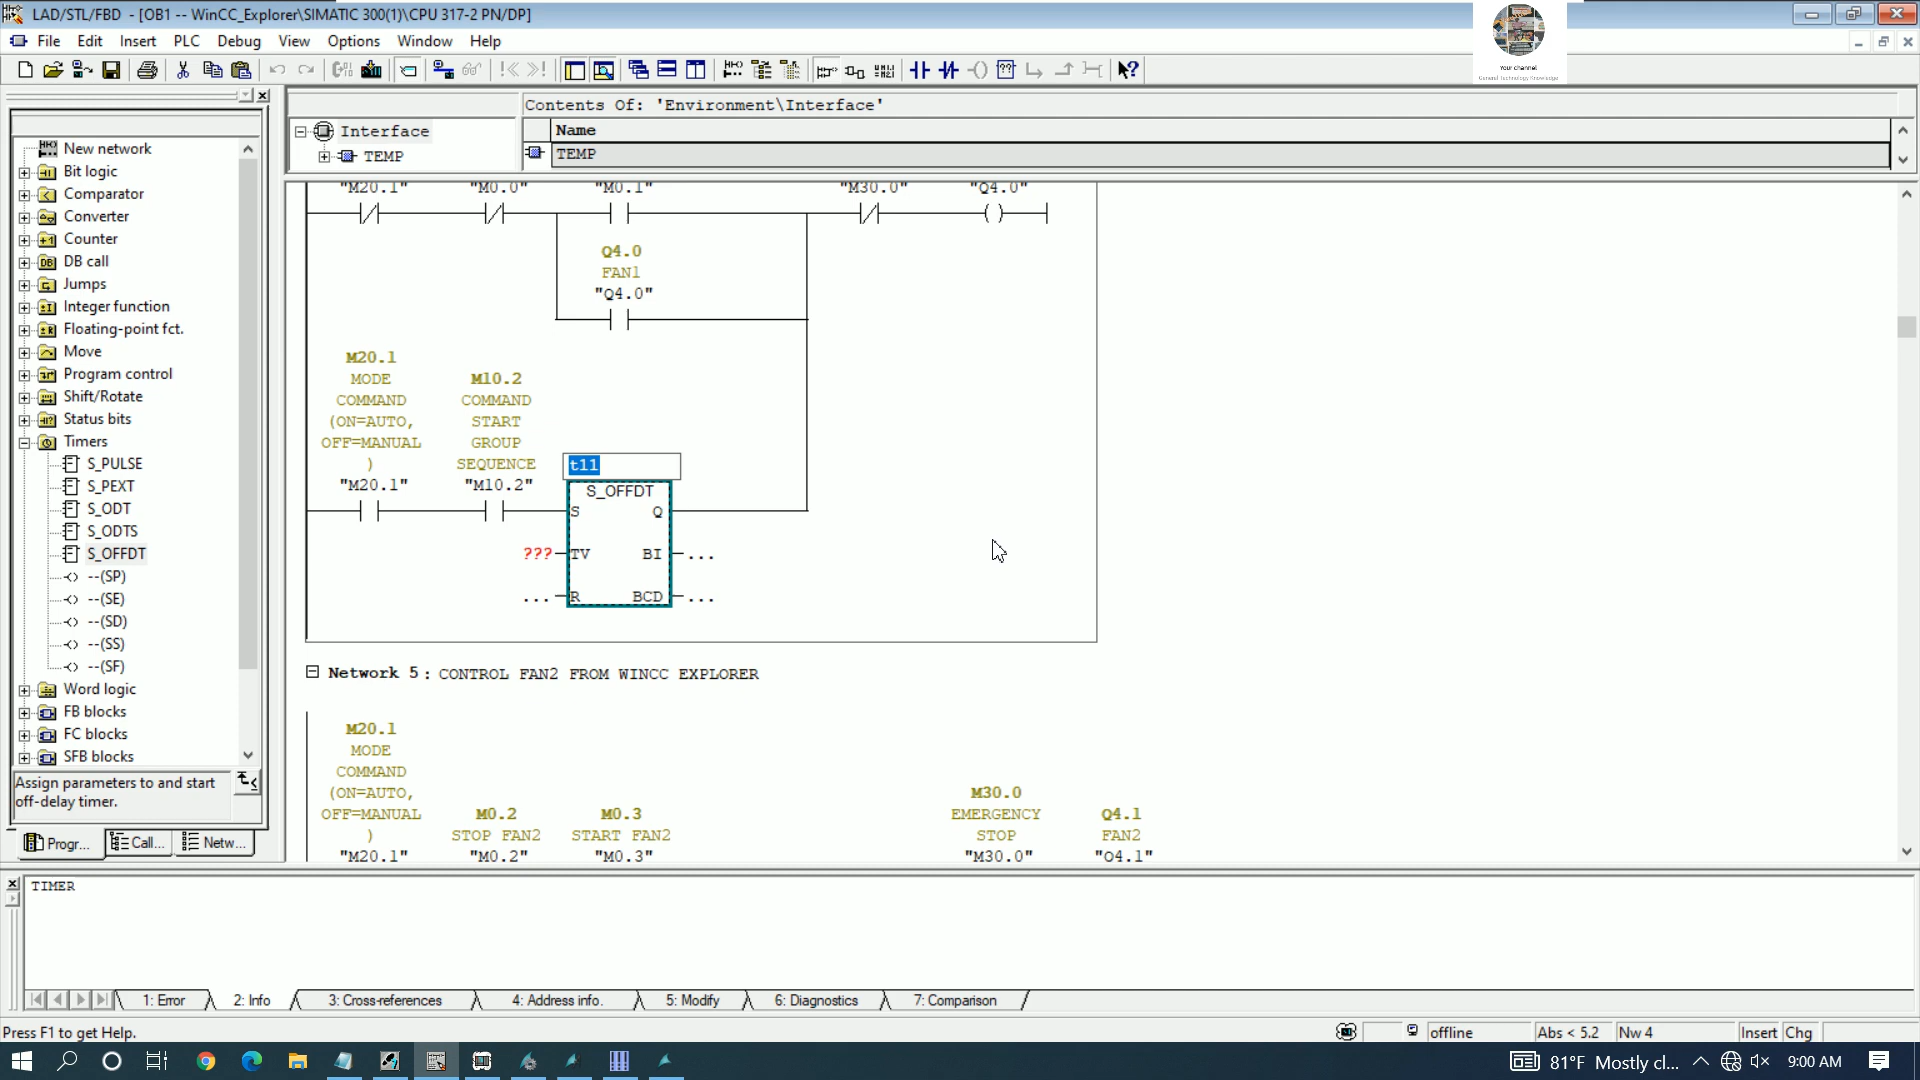 LAD/STL/FBD - [OB1 -- WinCC_Explorer\SIMATIC 300(1)\CPU 317-2 PN/DP]
File Edit Insert PLC Debug View Options Window Help
Your channel
General Technology Knowledge
Contents Of: 'Environment\Interface'
Interface
TEMP
Name
TEMP
New network
Bit logic
Comparator
Converter
Counter
DB call
Jumps
Integer function
Floating-point fct.
Move
Program control
Shift/Rotate
Status bits
Timers
S_PULSE
S_PEXT
S_ODT
S_ODTS
S_OFFDT
--(SP)
--(SE)
--(SD)
--(SS)
--(SF)
Word logic
FB blocks
FC blocks
SFB blocks
Assign parameters to and start
off-delay timer.
Progr... Call... Netw...
"M20.1" "M0.0" "M0.1" "M30.0" "Q4.0"
Q4.0
FAN1
"Q4.0"
M20.1
MODE
COMMAND
(ON=AUTO,
OFF=MANUAL
)
"M20.1"
M10.2
COMMAND
START
GROUP
SEQUENCE
"M10.2"
t11
S_OFFDT
S Q
??? TV BI ...
... R BCD ...
Network 5 : CONTROL FAN2 FROM WINCC EXPLORER
M20.1
MODE
COMMAND
(ON=AUTO,
OFF=MANUAL
)
"M20.1"
M0.2
STOP FAN2
"M0.2"
M0.3
START FAN2
"M0.3"
M30.0
EMERGENCY
STOP
"M30.0"
Q4.1
FAN2
"Q4.1"
TIMER
1: Error 2: Info 3: Cross-references 4: Address info. 5: Modify 6: Diagnostics 7: Comparison
Press F1 to get Help.
offline Abs < 5.2 Nw 4 Insert Chg
81°F Mostly cl... 9:00 AM